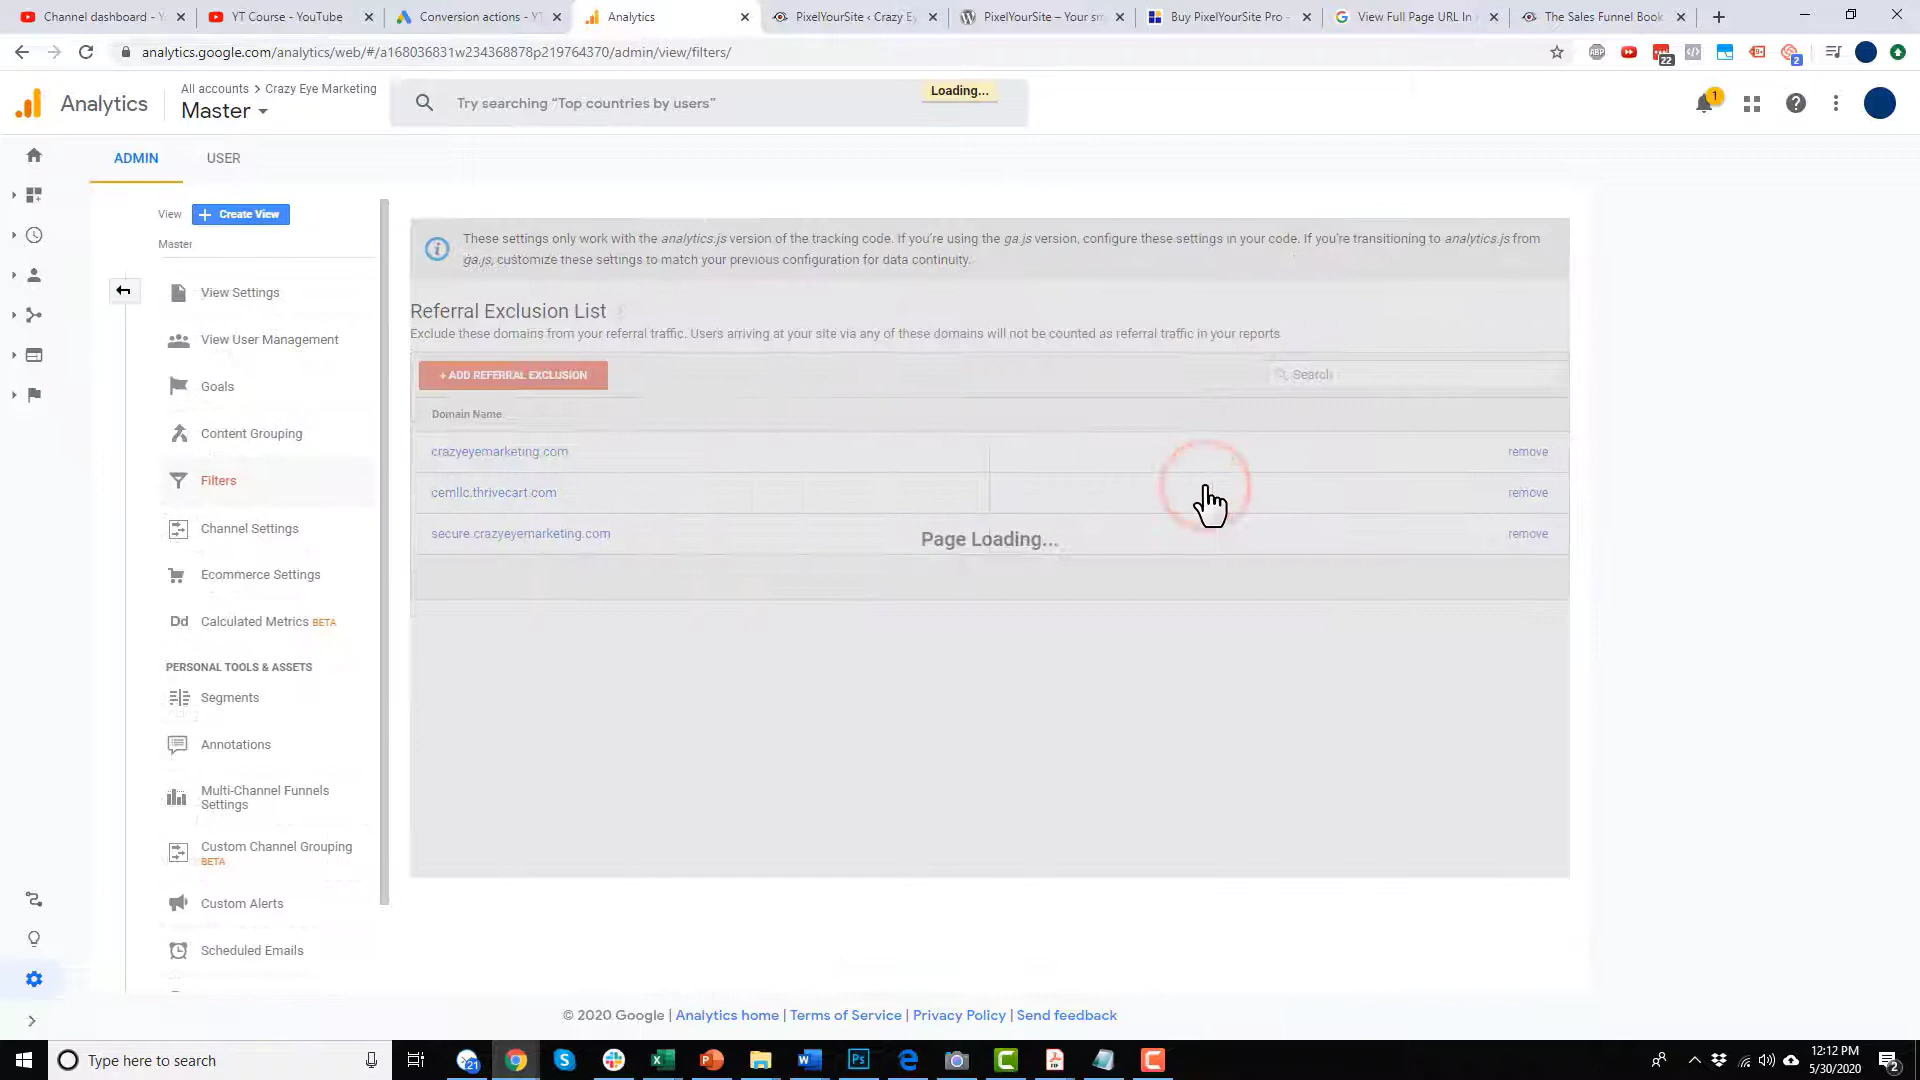 Channel dashboard - Y
YT Course - YouTube
Conversion actions - YT
Analytics
PixelYourSite ‹ Crazy Ey
PixelYourSite – Your sm
Buy PixelYourSite Pro -
View Full Page URL In
The Sales Funnel Book
analytics.google.com/analytics/web/#/a168036831w234368878p219764370/admin/view/filters/
ABP
22
2
Analytics
All accounts > Crazy Eye Marketing
Master
Try searching “Top countries by users”
Loading...
1
ADMIN
USER
View
+ Create View
Master
View Settings
View User Management
Goals
Content Grouping
Filters
Channel Settings
Ecommerce Settings
Dd Calculated Metrics BETA
PERSONAL TOOLS & ASSETS
Segments
Annotations
Multi-Channel Funnels
Settings
Custom Channel Grouping
BETA
Custom Alerts
Scheduled Emails
These settings only work with the analytics.js version of the tracking code. If you’re using the ga.js version, configure these settings in your code. If you’re transitioning to analytics.js from
ga.js, customize these settings to match your previous configuration for data continuity.
Referral Exclusion List
Exclude these domains from your referral traffic. Users arriving at your site via any of these domains will not be counted as referral traffic in your reports
+ ADD REFERRAL EXCLUSION
Search
Domain Name
crazyeyemarketing.com
remove
cemllc.thrivecart.com
remove
secure.crazyeyemarketing.com
remove
Page Loading...
© 2020 Google | Analytics home | Terms of Service | Privacy Policy | Send feedback
Type here to search
21
12:12 PM
5/30/2020
2